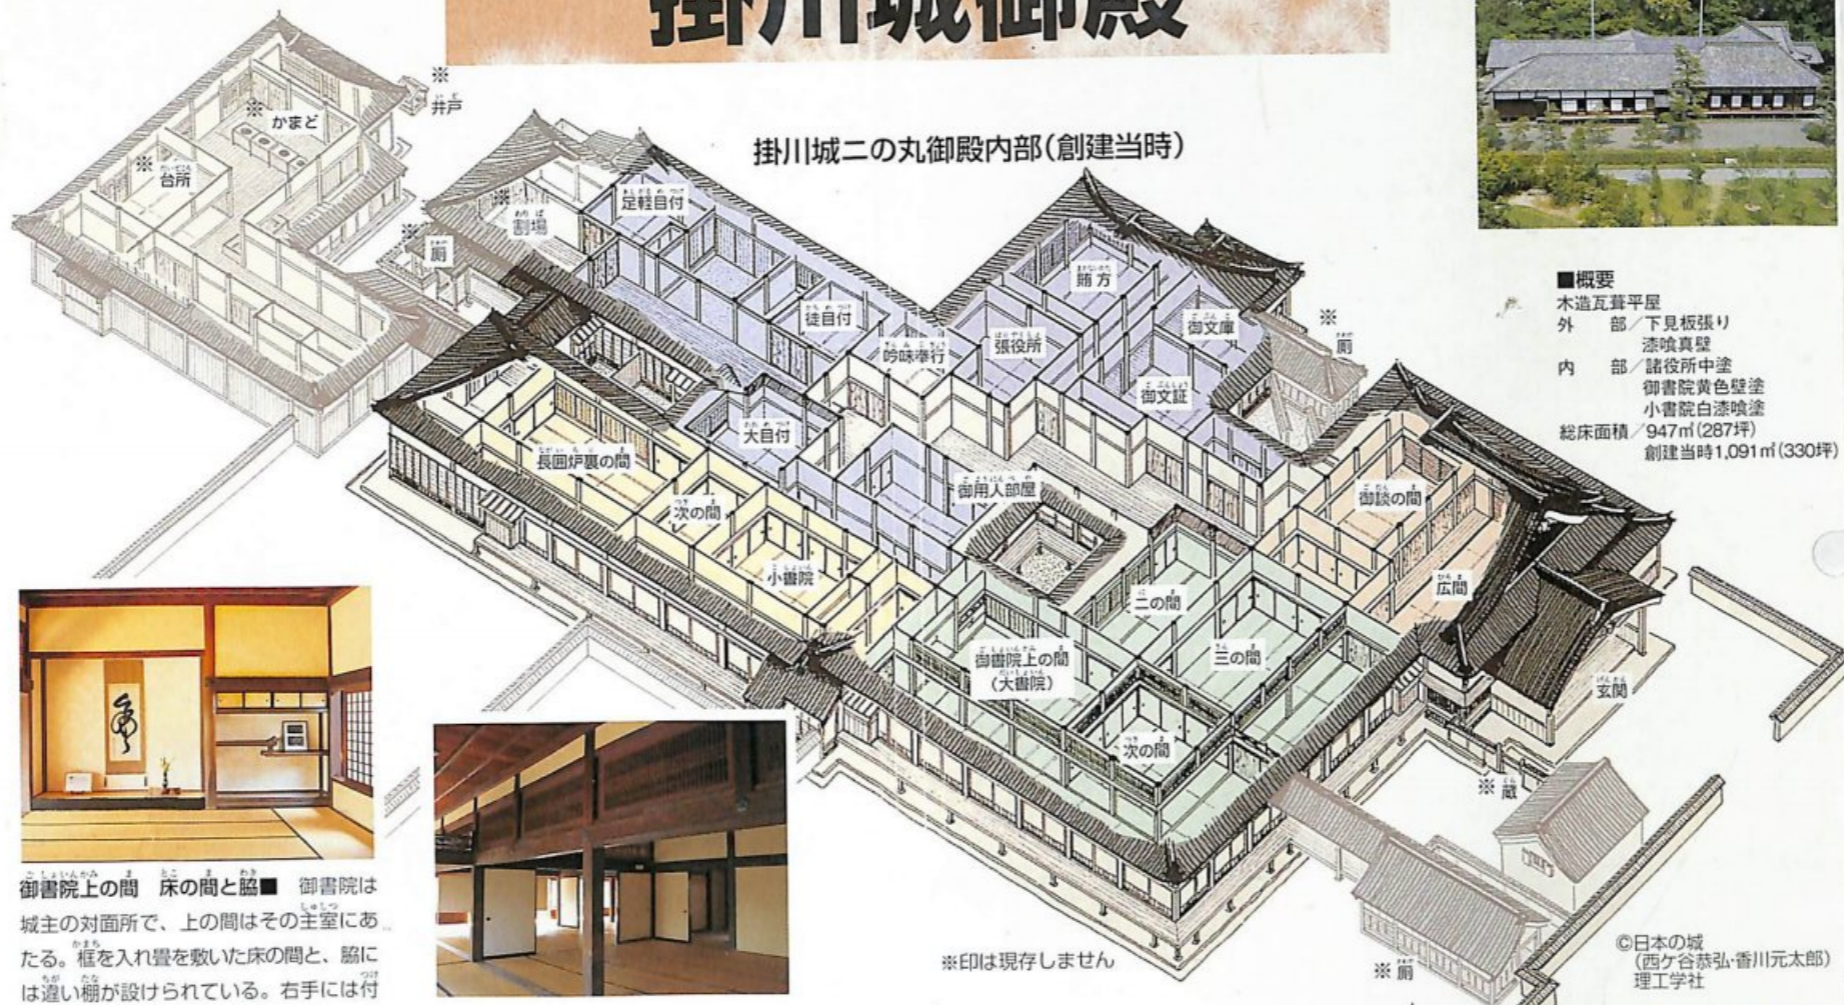 掛川城御殿
掛川城二の丸御殿内部(創建当時)
※
井戸
※ かまど
※ 台所
※
割場
※
厠
足軽目付
徒目付
吟味奉行
張役所
賄方
御文庫
御文証
※
厠
大目付
長囲炉裏の間
次の間
小書院
御用人部屋
御談の間
広間
玄関
二の間
三の間
御書院上の間
(大書院)
次の間
※ 蔵
※ 厠
■概要
木造瓦葺平屋
外　部/下見板張り
漆喰真壁
内　部/諸役所中塗
御書院黄色壁塗
小書院白漆喰塗
総床面積/947㎡(287坪)
創建当時1,091㎡(330坪)
御書院上の間　床の間と脇■　御書院は
城主の対面所で、上の間はその主室にあ
たる。框を入れ畳を敷いた床の間と、脇に
は違い棚が設けられている。右手には付
※印は現存しません
©日本の城
(西ケ谷恭弘・香川元太郎)
理工学社